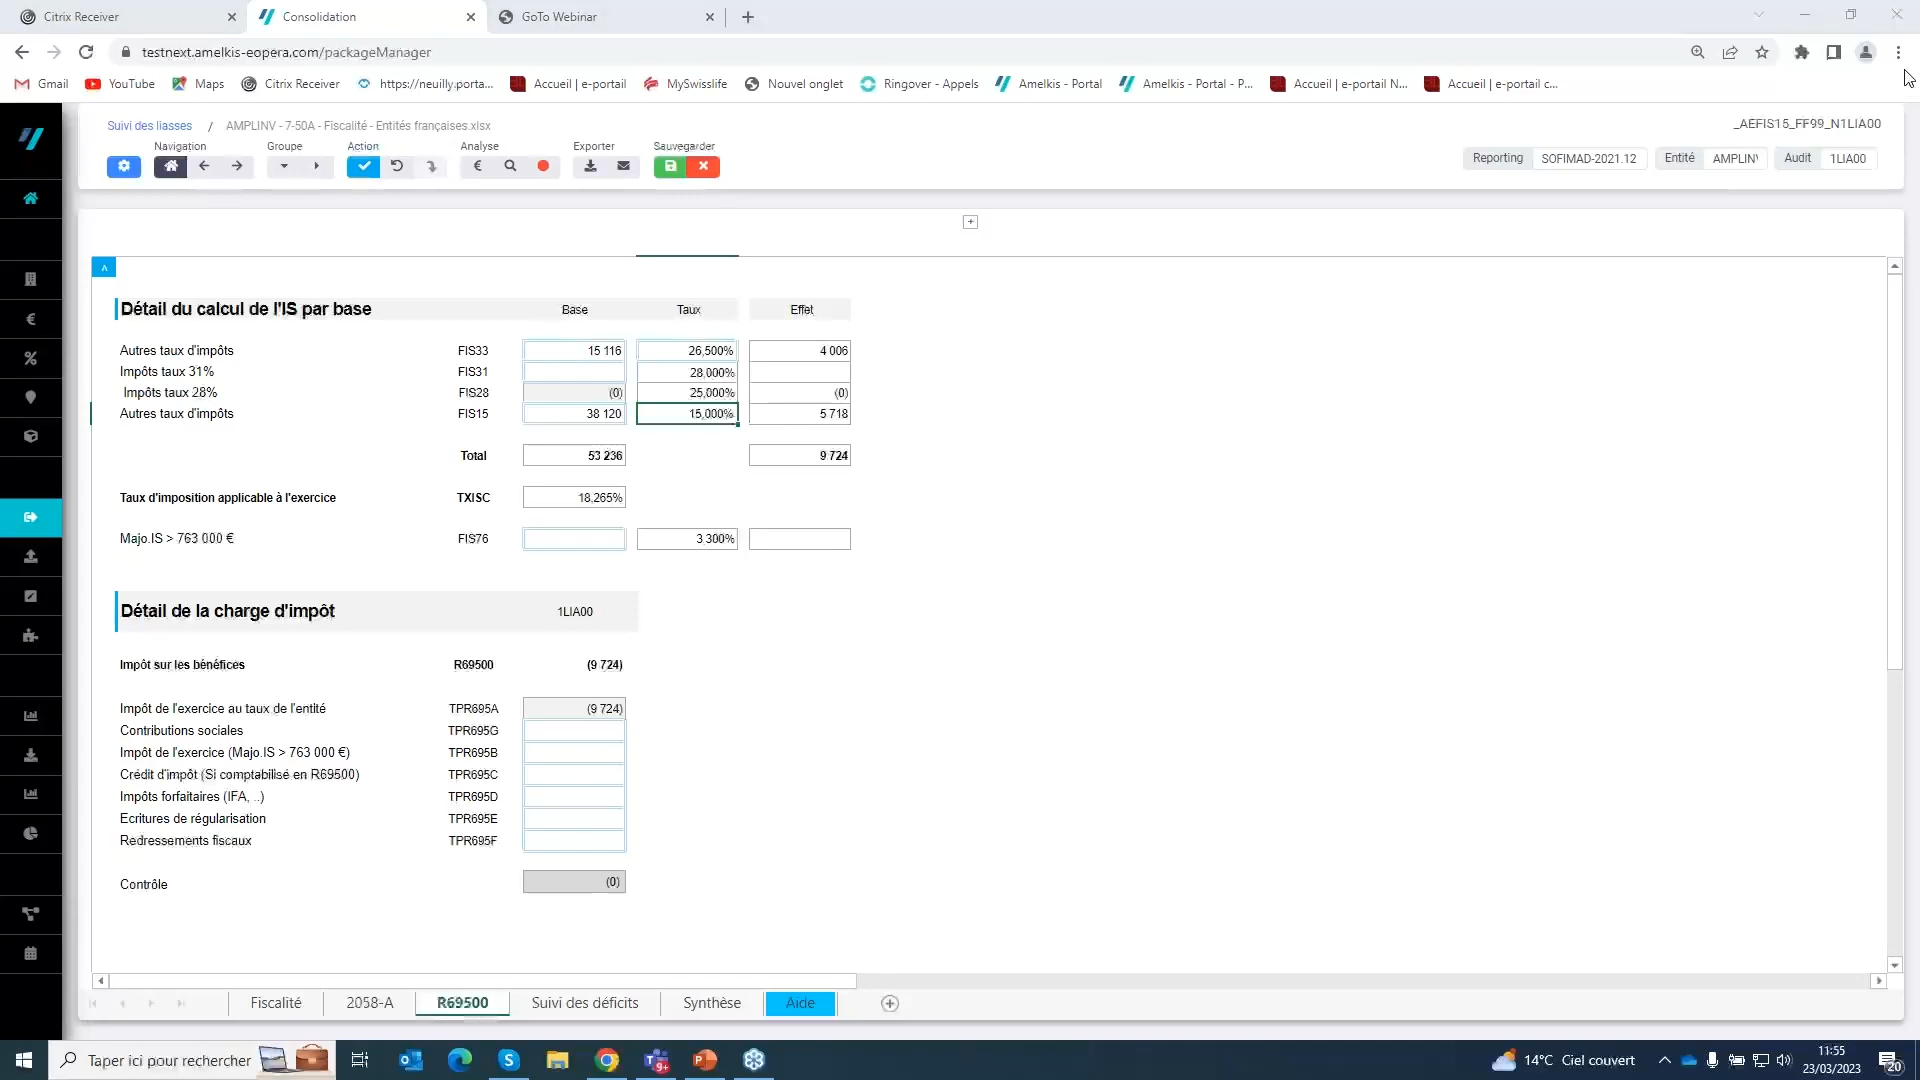 Citrix Receiver
Consolidation
GoTo Webinar
testnext.amelkis-eopera.com/packageManager
Gmail YouTube Maps Citrix Receiver https://neuilly.porta... Accueil | e-portail MySwisslife Nouvel onglet Ringover - Appels Amelkis - Portal Amelkis - Portal - P... Accueil | e-portail N... Accueil | e-portail c...
Suivi des liasses / AMPLINV - 7-50A - Fiscalité - Entités françaises.xlsx
_AEFIS15_FF99_N1LIA00
Navigation Groupe Action Analyse Exporter Sauvegarder
Reporting SOFIMAD-2021.12 Entité AMPLIN Audit 1LIA00
Détail du calcul de l'IS par base Base Taux Effet
Autres taux d'impôts FIS33 15 116 26,500% 4 006
Impôts taux 31% FIS31 28,000%
Impôts taux 28% FIS28 (0) 25,000% (0)
Autres taux d'impôts FIS15 38 120 15,000% 5 718
Total 53 236 9 724
Taux d'imposition applicable à l'exercice TXISC 18,265%
Majo.IS > 763 000 € FIS76 3,300%
Détail de la charge d'impôt 1LIA00
Impôt sur les bénéfices R69500 (9 724)
Impôt de l'exercice au taux de l'entité TPR695A (9 724)
Contributions sociales TPR695G
Impôt de l'exercice (Majo.IS > 763 000 €) TPR695B
Crédit d'impôt (Si comptabilisé en R69500) TPR695C
Impôts forfaitaires (IFA, ..) TPR695D
Ecritures de régularisation TPR695E
Redressements fiscaux TPR695F
Contrôle (0)
Fiscalité 2058-A R69500 Suivi des déficits Synthèse Aide
Taper ici pour rechercher
9+
14°C Ciel couvert
11:55
23/03/2023
20